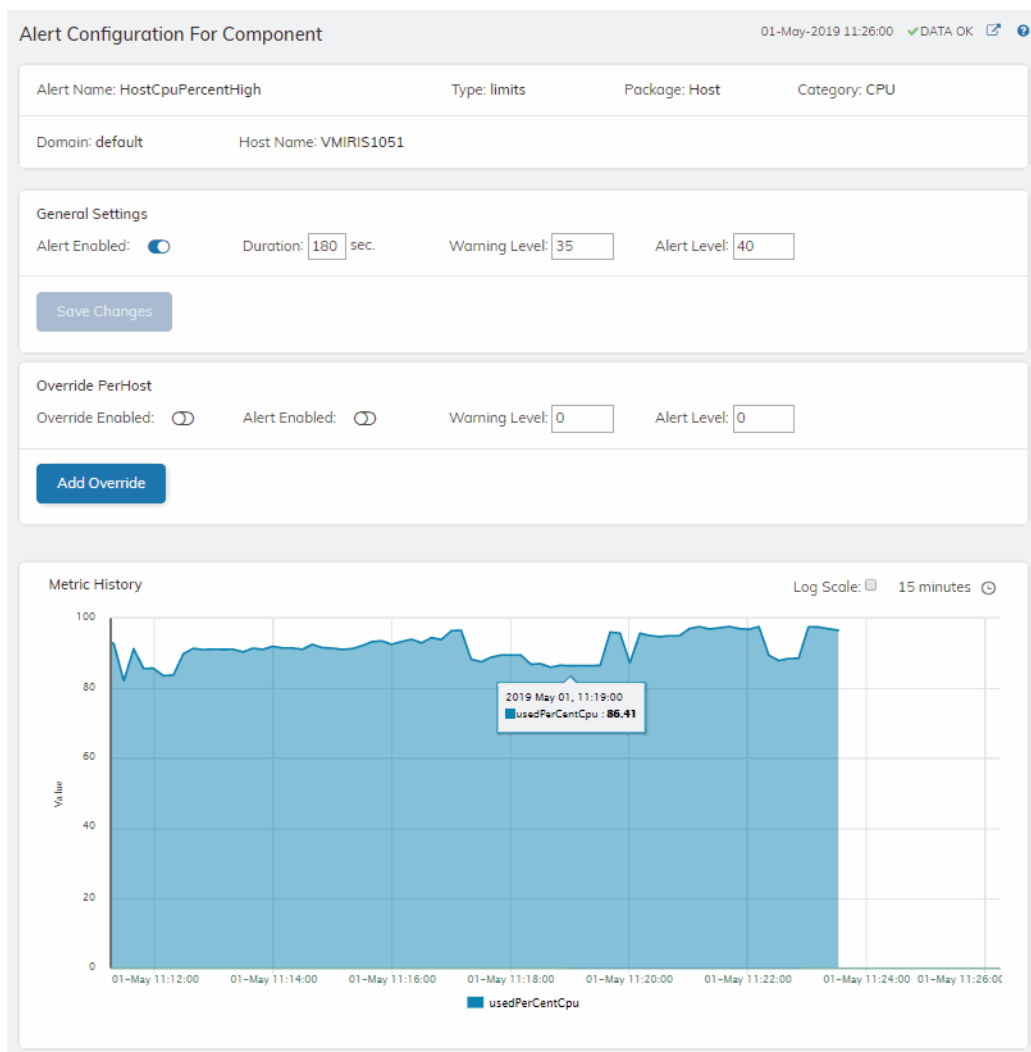 Alert Configuration For Component
01-May-2019 11:26:00 DATA OK
Alert Name: HostCpuPercentHigh Type: limits Package: Host Category: CPU
Domain: default Host Name: VMIRIS1051
General Settings
Alert Enabled: Duration: 180 sec. Warning Level: 35 Alert Level: 40
Save Changes
Override PerHost
Override Enabled: Alert Enabled: Warning Level: 0 Alert Level: 0
Add Override
Metric History
Log Scale: 15 minutes
100
80
2019 May 01, 11:19:00
usedPerCentCpu : 86.41
60
Value
40
20
0
01-May 11:12:00 01-May 11:14:00 01-May 11:16:00 01-May 11:18:00 01-May 11:20:00 01-May 11:22:00 01-May 11:24:00 01-May 11:26:00
usedPerCentCpu